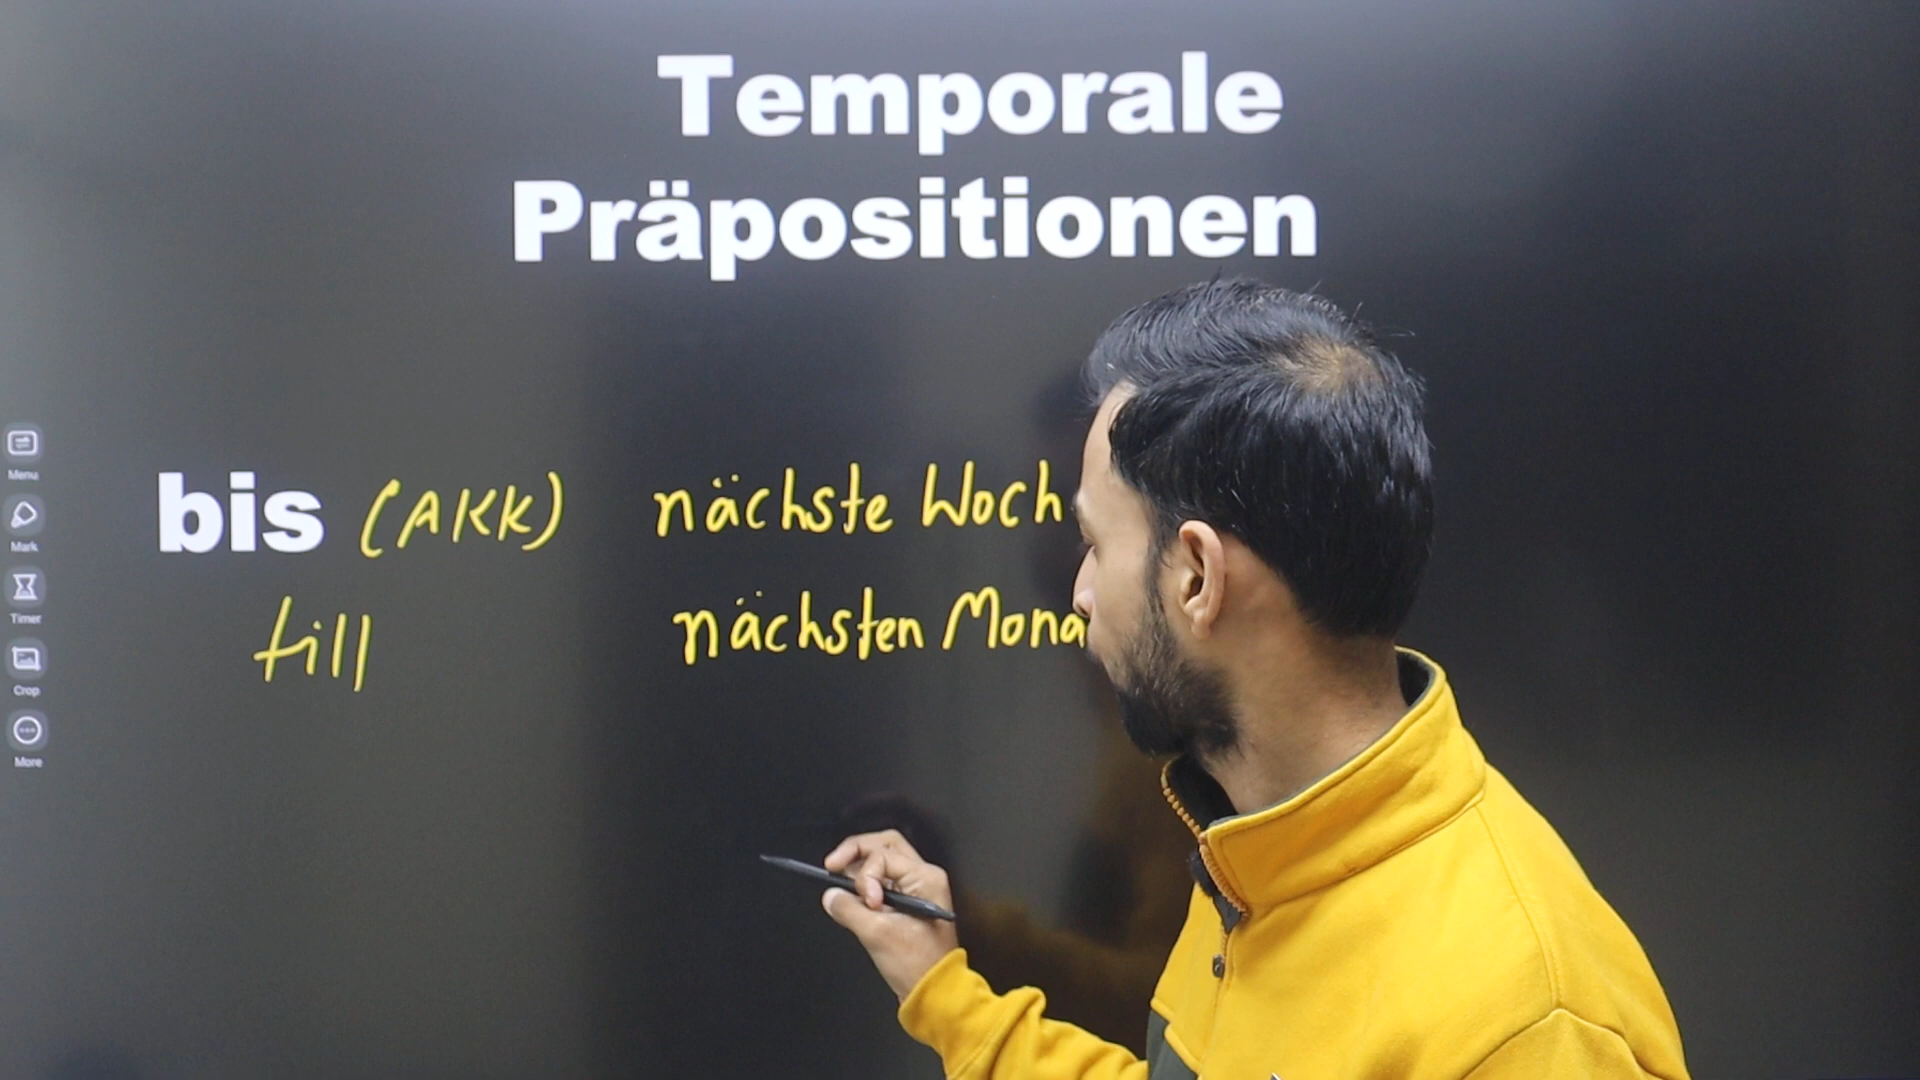 Temporale
Präpositionen
bis (AKK) nächste Woch
till nächsten Mona
Menu
Mark
Timer
Crop
More